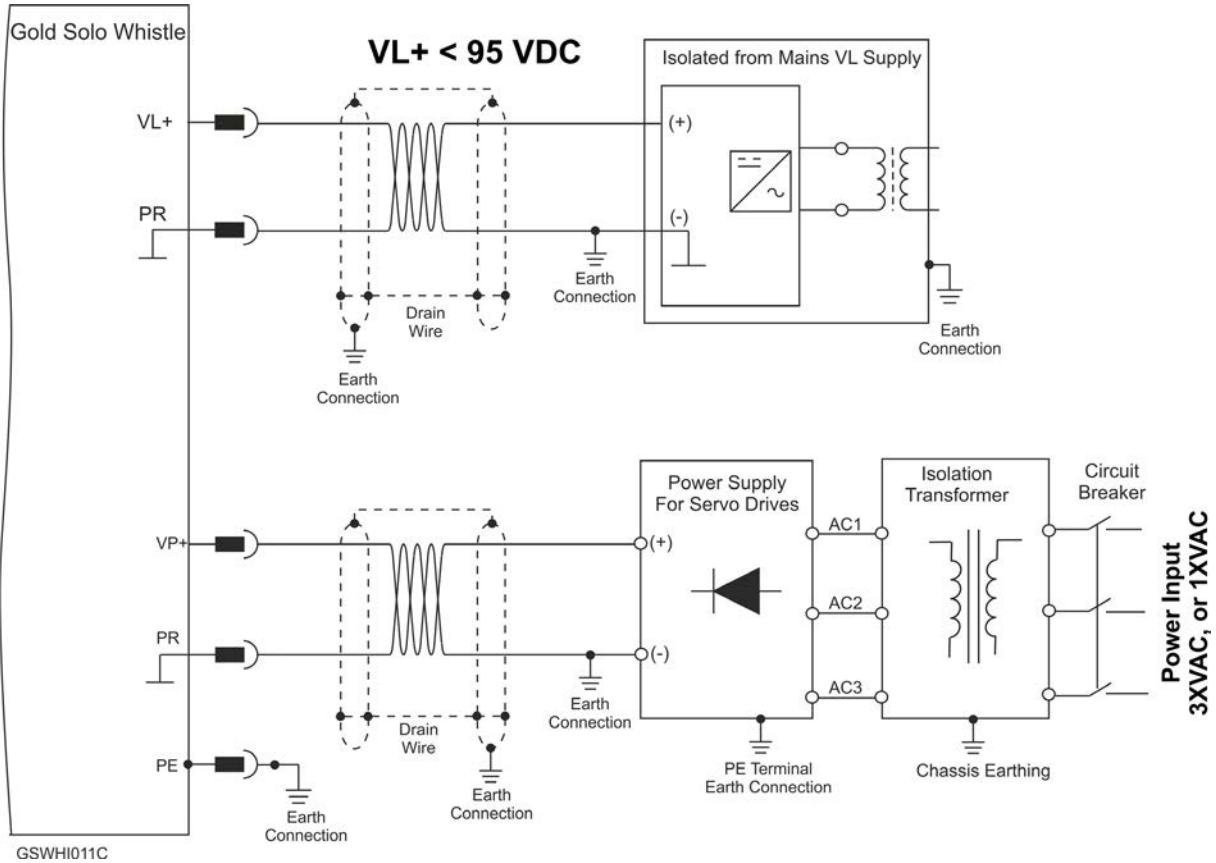 Gold Solo Whistle
VL+ < 95 VDC
Isolated from Mains VL Supply
VL+
(+)
PR
(-)
Earth
Connection
Drain
Wire
Earth
Connection
Earth
Connection
Power Supply
For Servo Drives
Isolation
Transformer
Circuit
Breaker
VP+
(+)
AC1
AC2
AC3
PR
(-)
Earth
Connection
Drain
Wire
PE
Earth
Connection
Earth
Connection
PE Terminal
Earth Connection
Chassis Earthing
Power Input
3XVAC, or 1XVAC
GSWHI011C